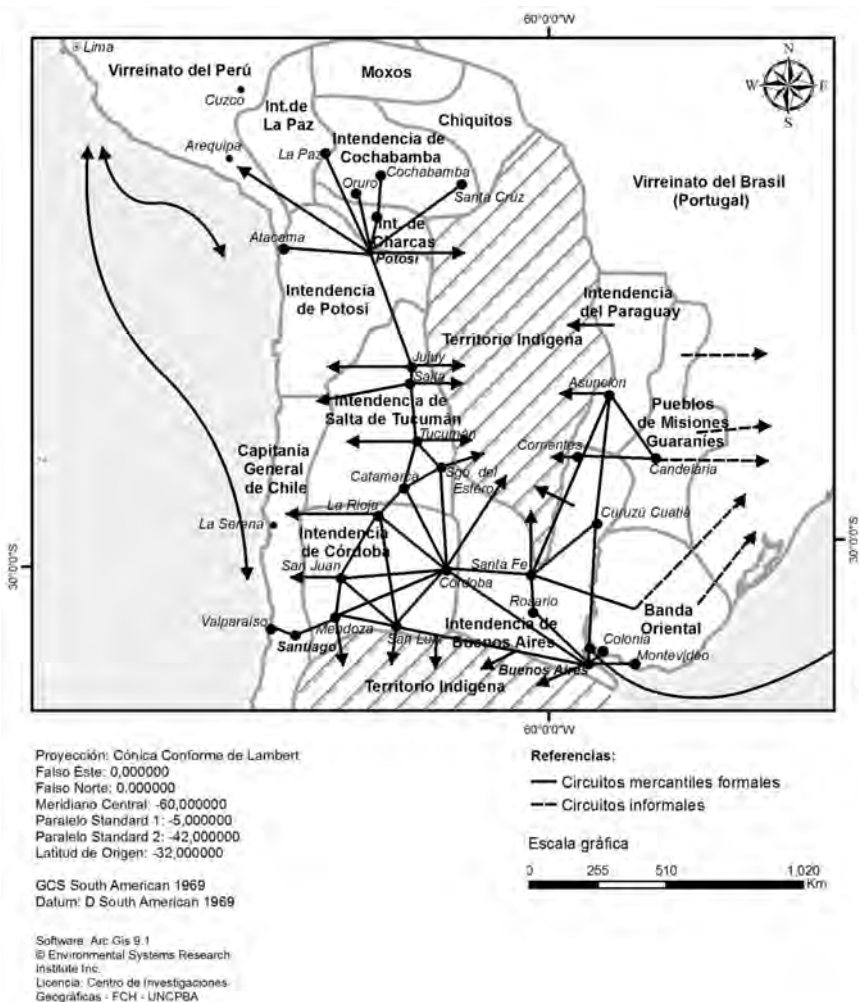 60°0'0"W
Lima
Virreinato del Perú
Cuzco
Moxos
N
W E
S
Int.de
La Paz
Chiquitos
Intendencia de
Cochabamba
Arequipa
La Paz
Cochabamba
Oruro
Santa Cruz
Virreinato del Brasil
(Portugal)
Int. de
Charcas
Atacama
Potosí
Intendencia
de Potosí
Intendencia
del Paraguay
Territorio Indígena
Jujuy
Salta
Asunción
Intendencia de
Salta de Tucumán
Pueblos
de Misiones
Guaraníes
Tucumán
Capitanía
General
de Chile
Corrientes
Candelaria
Catamarca
Sgo. del
Estero
La Rioja
Curuzú Cuatiá
La Serena
Intendencia
de Córdoba
30°0'0"S
30°0'0"S
San Juan
Córdoba
Santa Fe
Rosario
Banda
Oriental
Valparaíso
Mendoza
San Luis
Intendencia de
Buenos Aires
Santiago
Colonia
Montevideo
Buenos Aires
Territorio Indígena
60°0'0"W
Proyección: Cónica Conforme de Lambert
Falso Este: 0,000000
Falso Norte: 0.000000
Meridiano Central: -60,000000
Paralelo Standard 1: -5,000000
Paralelo Standard 2: -42,000000
Latitud de Origen: -32,000000
GCS South American 1969
Datum: D South American 1969
Software: Arc Gis 9.1
© Environmental Systems Research
Institute Inc.
Licencia: Centro de Investigaciones
Geográficas - FCH - UNCPBA
Referencias:
Circuitos mercantiles formales
Circuitos informales
Escala gráfica
0 255 510 1,020
Km